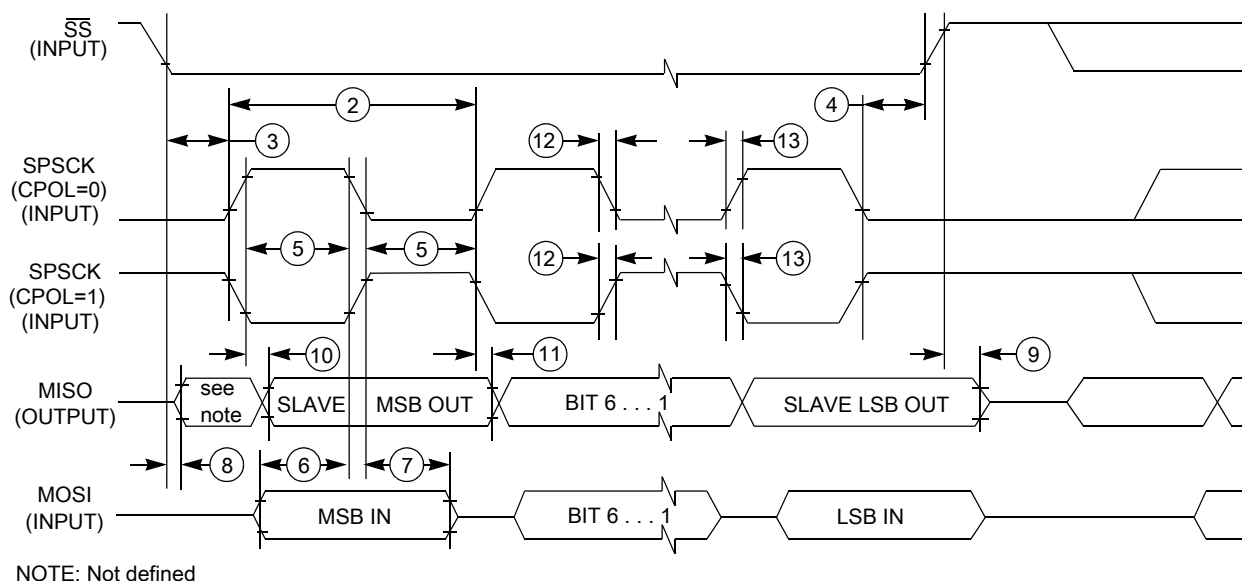 SS
(INPUT)
2
4
3
12
13
SPSCK
(CPOL=0)
(INPUT)
5
5
SPSCK
(CPOL=1)
(INPUT)
12
13
10
11
9
MISO
(OUTPUT)
see
note
SLAVE
MSB OUT
BIT 6 . . . 1
SLAVE LSB OUT
8
6
7
MOSI
(INPUT)
MSB IN
BIT 6 . . . 1
LSB IN
NOTE: Not defined